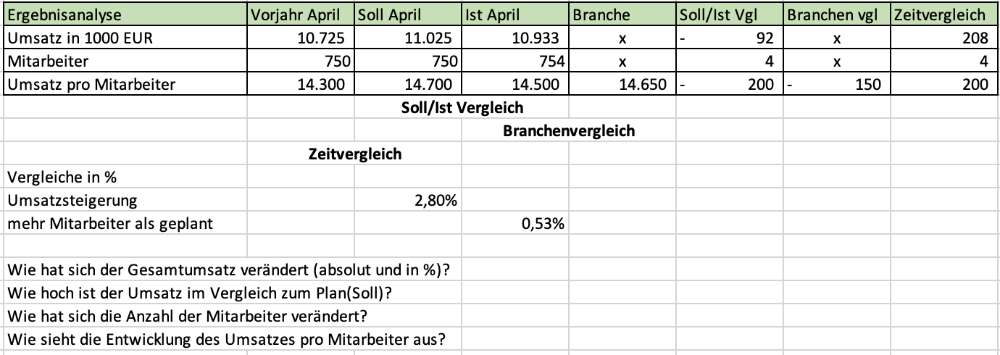 Ergebnisanalyse Vorjahr April Soll April Ist April Branche Soll/Ist Vgl Branchen vgl Zeitvergleich
Umsatz in 1000 EUR 10.725 11.025 10.933 x - 92 x 208
Mitarbeiter 750 750 754 x 4 x 4
Umsatz pro Mitarbeiter 14.300 14.700 14.500 14.650 - 200 - 150 200
Soll/Ist Vergleich
Branchenvergleich
Zeitvergleich
Vergleiche in %
Umsatzsteigerung 2,80%
mehr Mitarbeiter als geplant 0,53%
Wie hat sich der Gesamtumsatz verändert (absolut und in %)?
Wie hoch ist der Umsatz im Vergleich zum Plan(Soll)?
Wie hat sich die Anzahl der Mitarbeiter verändert?
Wie sieht die Entwicklung des Umsatzes pro Mitarbeiter aus?